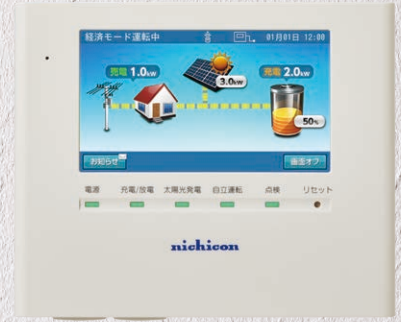 経済モード運転中 01月01日 12:00
売電 1.0kw
3.0kw
充電 2.0kw
50%
お知らせ 画面オフ
電源 充電/放電 太陽光発電 自立運転 点検 リセット
nichicon